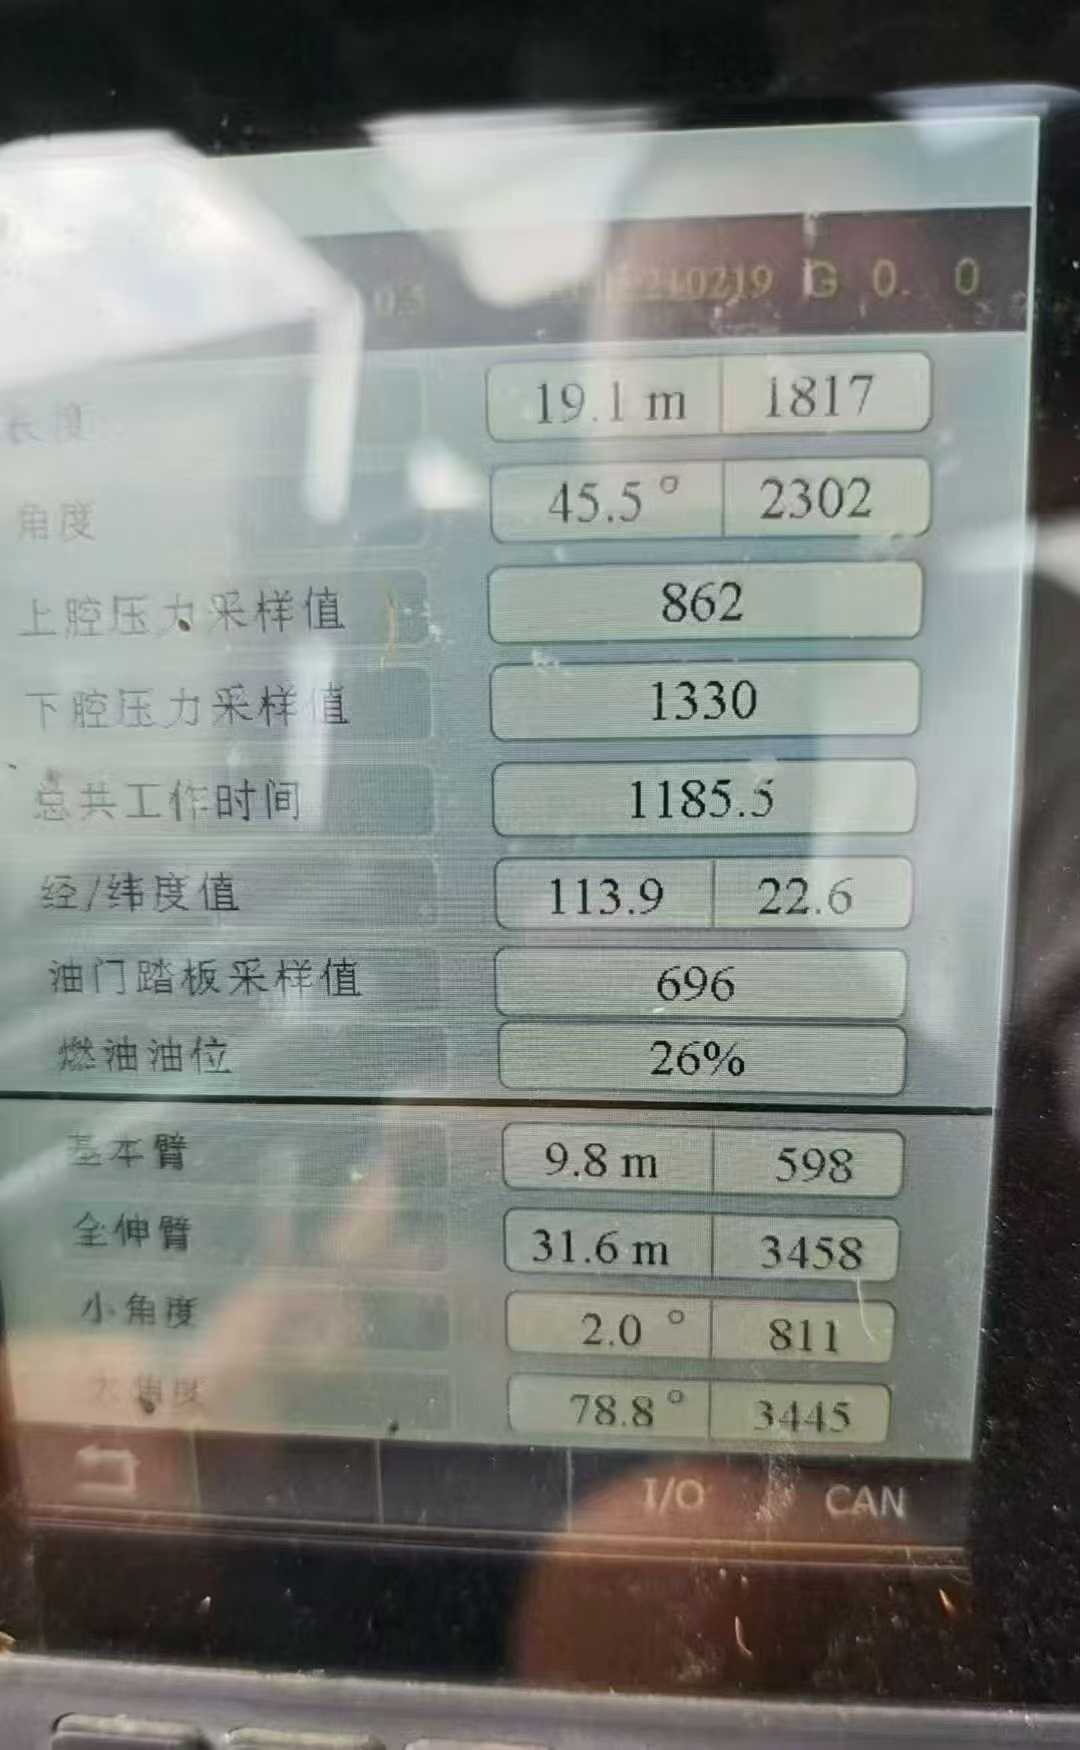 210219 G 0. 0
长度 19.1 m 1817
角度 45.5° 2302
上腔压力采样值 862
下腔压力采样值 1330
总共工作时间 1185.5
经/纬度值 113.9 22.6
油门踏板采样值 696
燃油油位 26%
基本臂 9.8 m 598
全伸臂 31.6 m 3458
小角度 2.0 ° 811
大角度 78.8 ° 3445
I/O CAN